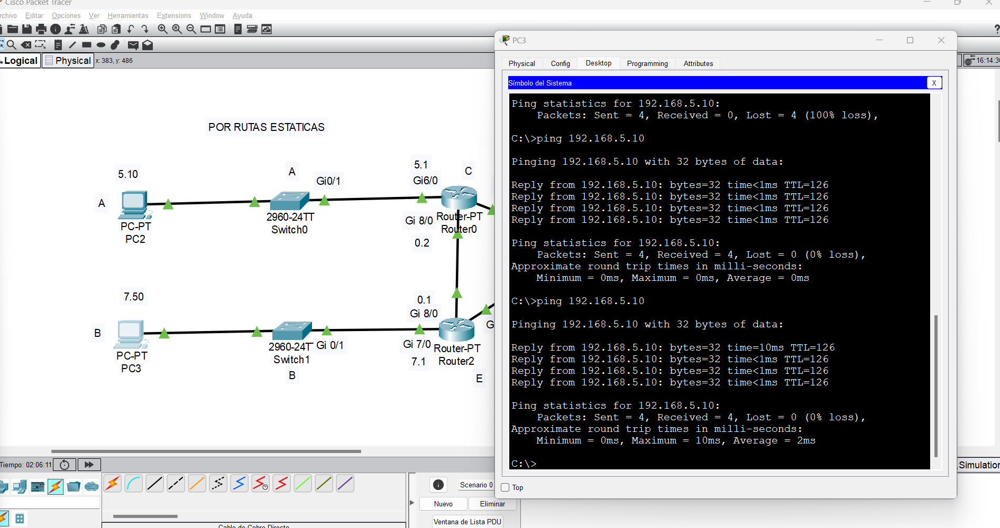 Cisco Packet Tracer
rchivo Editar Opciones Ver Herramientas Extensions Window Ayuda
?
Logical Physical x: 383, y: 486
16:14:3
POR RUTAS ESTATICAS
5.10
A
PC-PT
PC2
A
Gi0/1
2960-24TT
Switch0
5.1
Gi6/0
C
Gi 8/0
Router-PT
Router0
0.2
7.50
B
PC-PT
PC3
2960-24T
Switch1
Gi 0/1
B
0.1
Gi 8/0
G
Gi 7/0
7.1
Router-PT
Router2
E
PC3
Physical Config Desktop Programming Attributes
Símbolo del Sistema
X
Ping statistics for 192.168.5.10:
Packets: Sent = 4, Received = 0, Lost = 4 (100% loss),
C:\>ping 192.168.5.10
Pinging 192.168.5.10 with 32 bytes of data:
Reply from 192.168.5.10: bytes=32 time<1ms TTL=126
Reply from 192.168.5.10: bytes=32 time<1ms TTL=126
Reply from 192.168.5.10: bytes=32 time<1ms TTL=126
Reply from 192.168.5.10: bytes=32 time<1ms TTL=126
Ping statistics for 192.168.5.10:
Packets: Sent = 4, Received = 4, Lost = 0 (0% loss),
Approximate round trip times in milli-seconds:
Minimum = 0ms, Maximum = 0ms, Average = 0ms
C:\>ping 192.168.5.10
Pinging 192.168.5.10 with 32 bytes of data:
Reply from 192.168.5.10: bytes=32 time=10ms TTL=126
Reply from 192.168.5.10: bytes=32 time<1ms TTL=126
Reply from 192.168.5.10: bytes=32 time<1ms TTL=126
Reply from 192.168.5.10: bytes=32 time<1ms TTL=126
Ping statistics for 192.168.5.10:
Packets: Sent = 4, Received = 4, Lost = 0 (0% loss),
Approximate round trip times in milli-seconds:
Minimum = 0ms, Maximum = 10ms, Average = 2ms
C:\>
Top
Tiempo: 02:06:11
Simulation
Scenario 0
Nuevo Eliminar
Ventana de Lista PDU
Cable de Cobre Directo